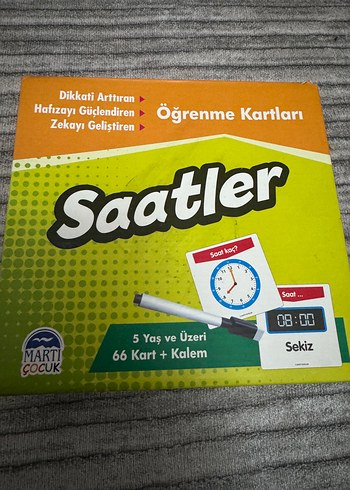 Dikkati Arttıran
Hafızayı Güçlendiren
Zekayı Geliştiren
Öğrenme Kartları
Saatler
Saat kaç?
Saat ...
08:00
Sekiz
5 Yaş ve Üzeri
66 Kart + Kalem
MARTI
ÇOCUK